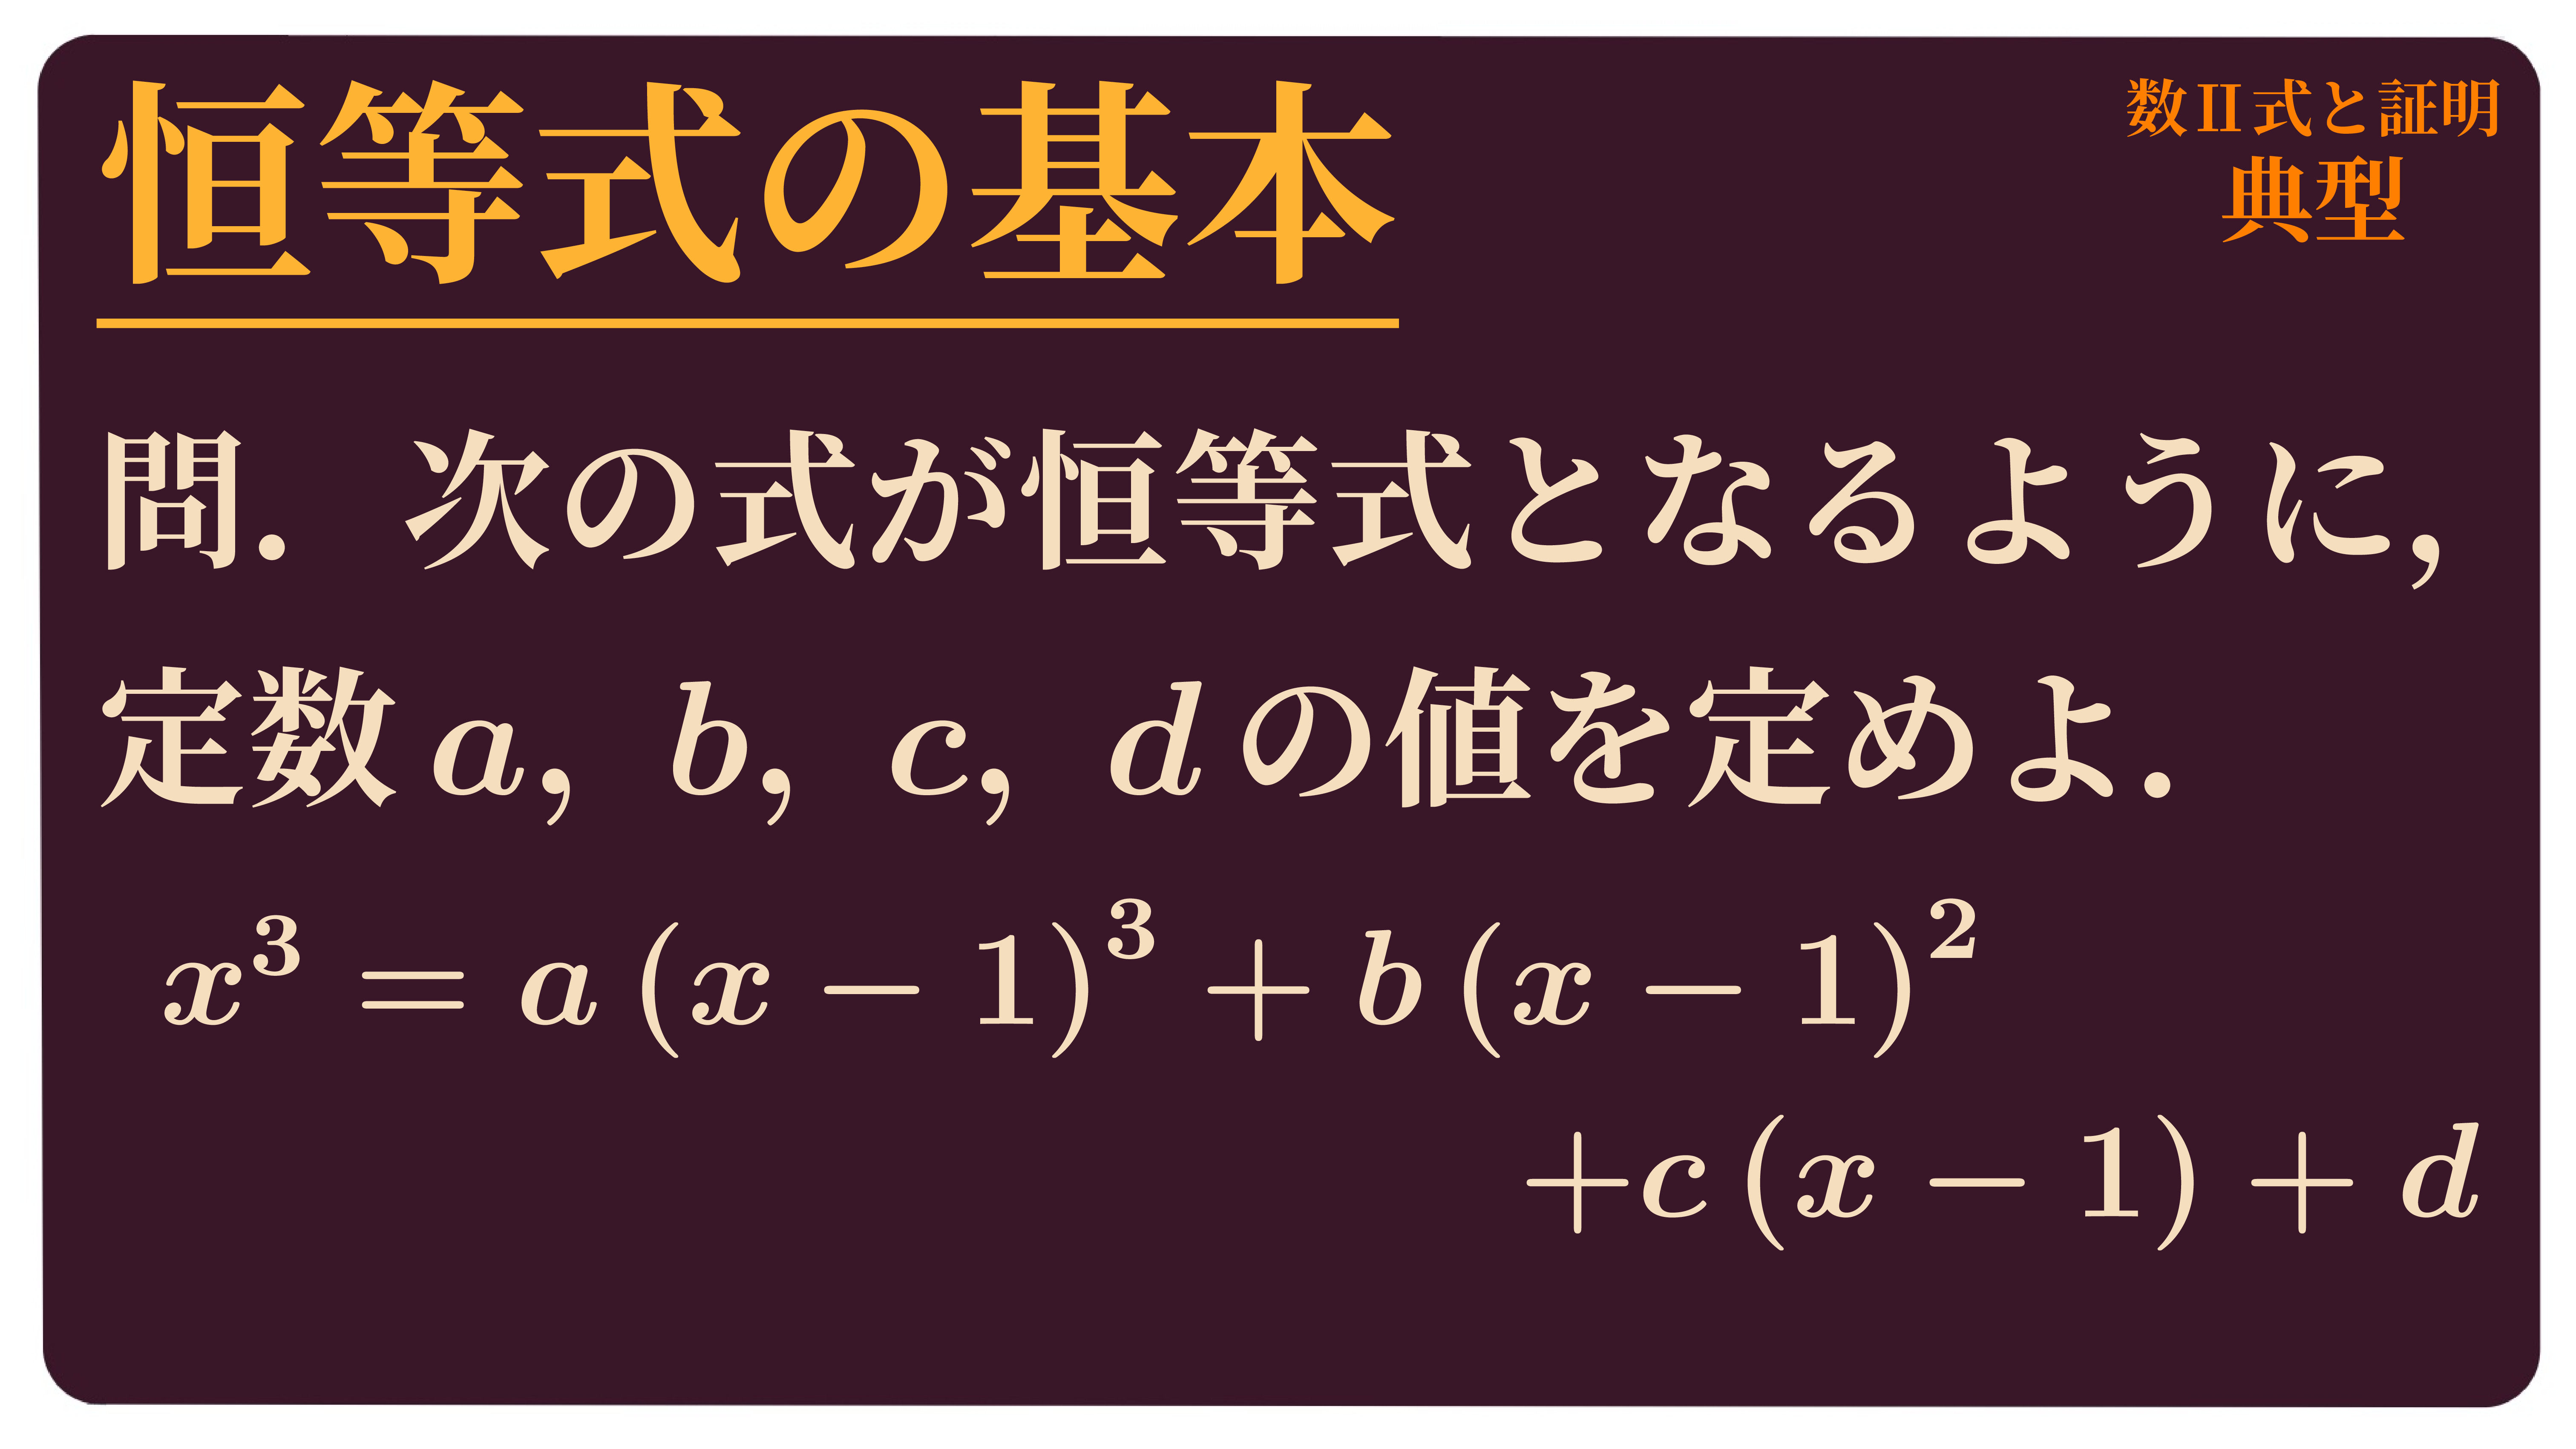 恒等式の基本
数Ⅱ式と証明
典型
問. 次の式が恒等式となるように,
定数 a, b, c, d の値を定めよ.
x³ = a (x − 1)³ + b (x − 1)²
+c (x − 1) + d